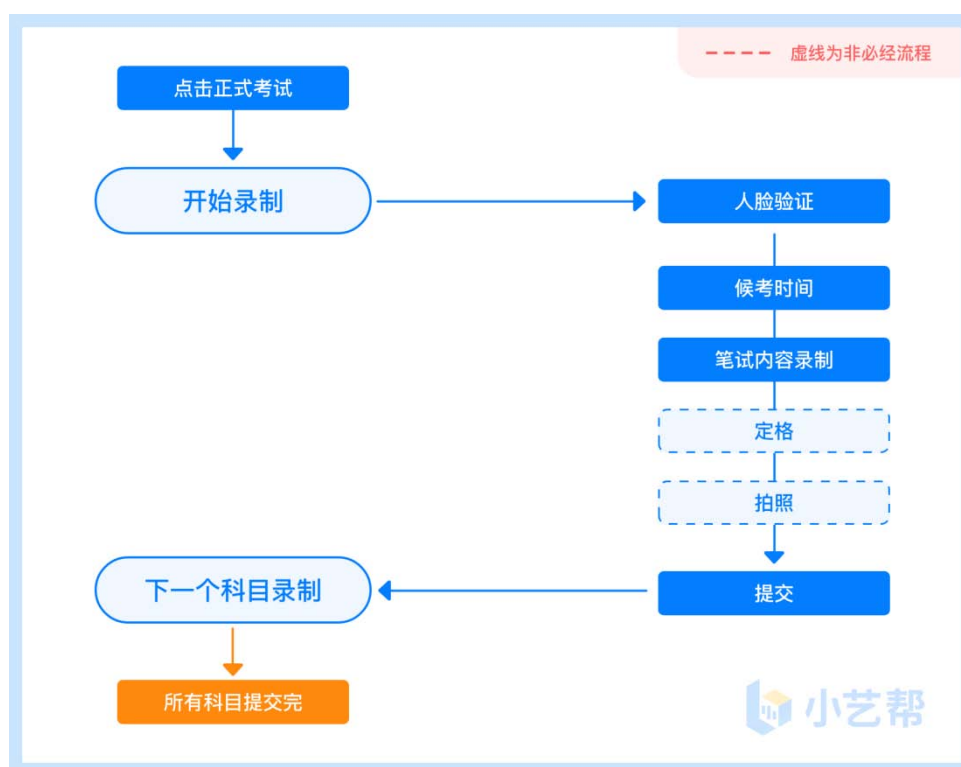 虚线为非必经流程
点击正式考试
开始录制
人脸验证
候考时间
笔试内容录制
定格
拍照
提交
下一个科目录制
所有科目提交完
小艺帮